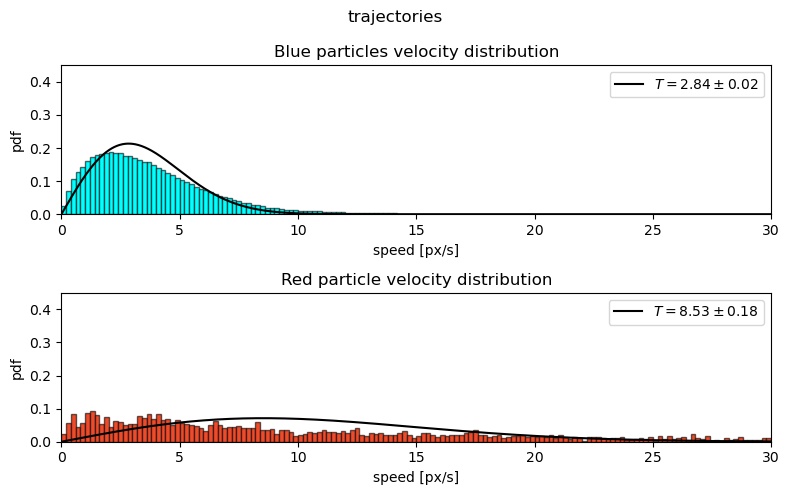 trajectories
Blue particles velocity distribution
0.4
0.3
0.2
0.1
0.0
pdf
T = 2.84 ± 0.02
0 5 10 15 20 25 30
speed [px/s]
Red particle velocity distribution
0.4
0.3
0.2
0.1
0.0
pdf
T = 8.53 ± 0.18
0 5 10 15 20 25 30
speed [px/s]